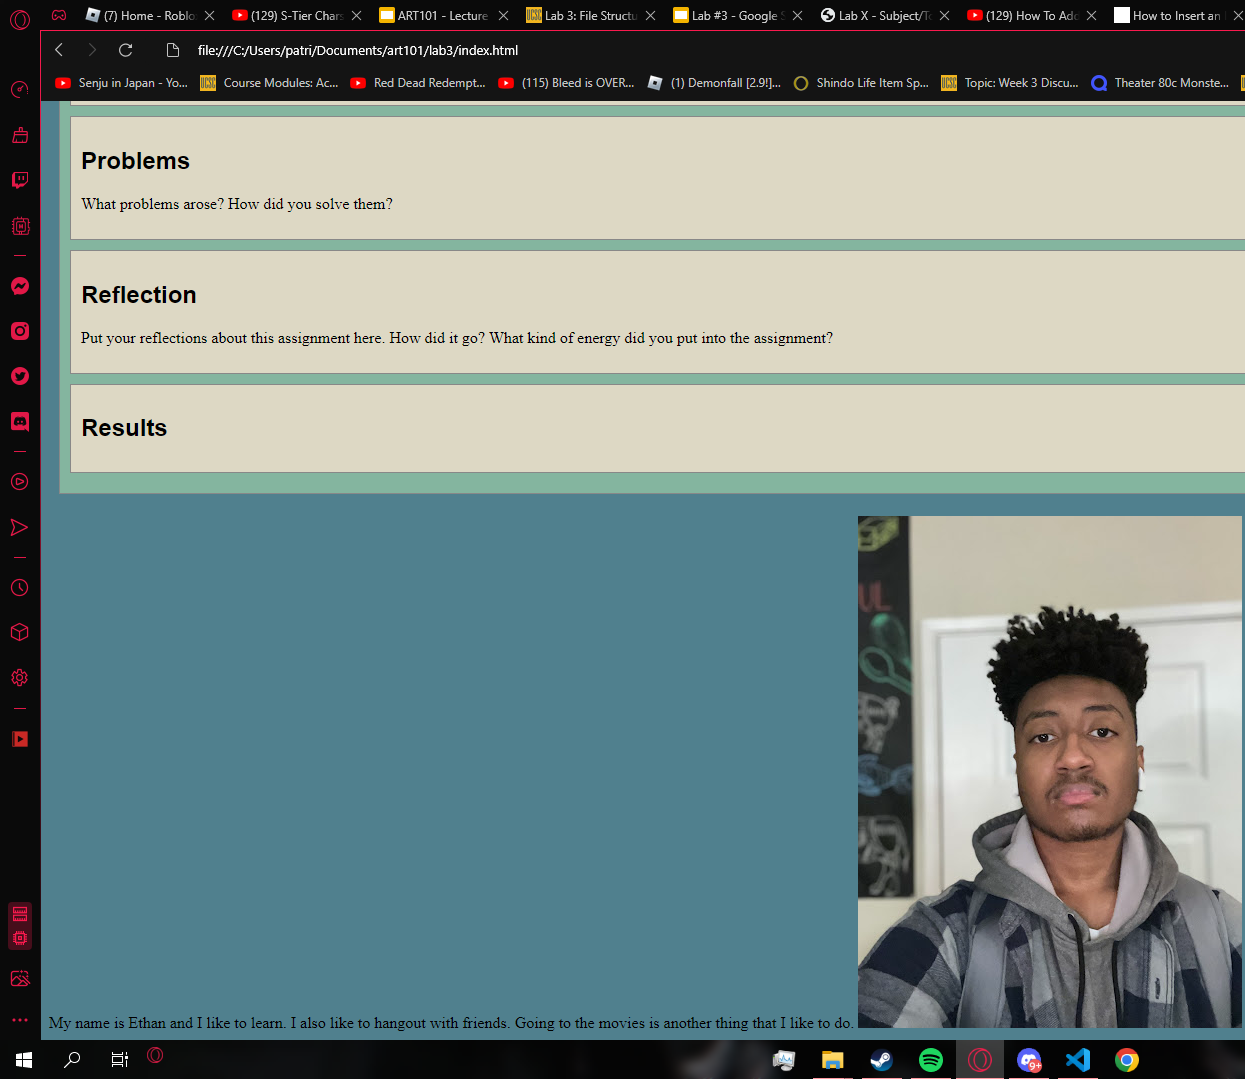 (7) Home - Roblo
(129) S-Tier Chars
ART101 - Lecture
Lab 3: File Structu
Lab #3 - Google S
Lab X - Subject/To
(129) How To Add
How to Insert an
file:///C:/Users/patri/Documents/art101/lab3/index.html
Senju in Japan - Yo...
UCSC
Course Modules: Ac...
Red Dead Redempt...
(115) Bleed is OVER...
(1) Demonfall [2.9!]...
Shindo Life Item Sp...
UCSC
Topic: Week 3 Discu...
Theater 80c Monste...
Problems
What problems arose? How did you solve them?
Reflection
Put your reflections about this assignment here. How did it go? What kind of energy did you put into the assignment?
Results
UL
My name is Ethan and I like to learn. I also like to hangout with friends. Going to the movies is another thing that I like to do.
9+